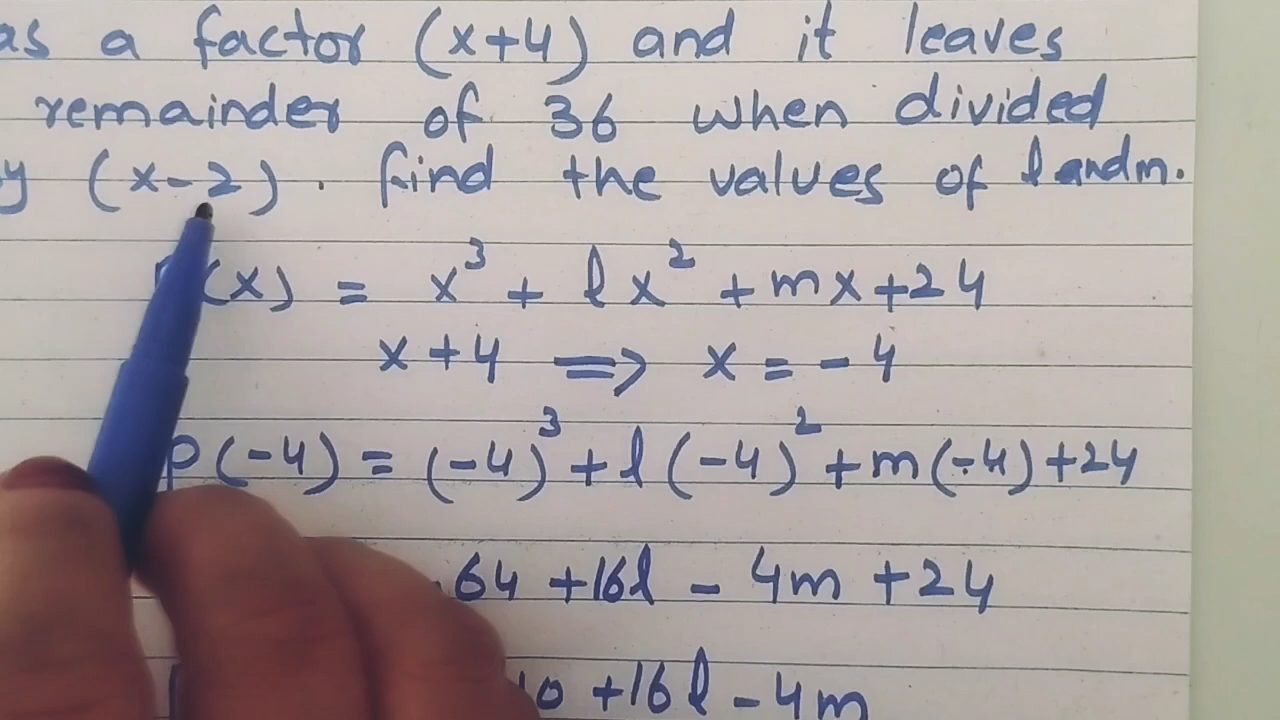 as a factor (x+4) and it leaves
remainder of 36 when divided
y (x-2). find the values of l and m.
(x) = x³ + lx² + mx + 24
x + 4 ⟹ x = - 4
p(-4) = (-4)³ + l(-4)² + m(-4) + 24
64 + 16l - 4m + 24
0 + 16l - 4m